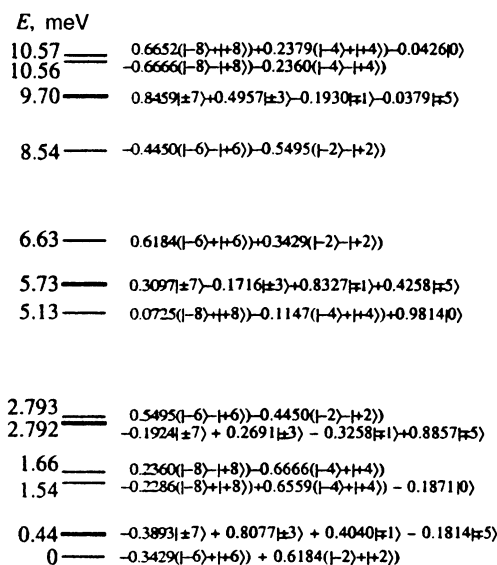 E, meV
10.57 0.6652(|−8⟩+|+8⟩)+0.2379(|−4⟩+|+4⟩)−0.0426|0⟩
10.56 −0.6666(|−8⟩−|+8⟩)−0.2360(|−4⟩−|+4⟩)
9.70 0.8459|±7⟩+0.4957|±3⟩−0.1930|∓1⟩−0.0379|∓5⟩
8.54 −0.4450(|−6⟩−|+6⟩)−0.5495(|−2⟩−|+2⟩)
6.63 0.6184(|−6⟩+|+6⟩)+0.3429(|−2⟩−|+2⟩)
5.73 0.3097|±7⟩−0.1716|±3⟩+0.8327|∓1⟩+0.4258|∓5⟩
5.13 0.0725(|−8⟩+|+8⟩)−0.1147(|−4⟩+|+4⟩)+0.9814|0⟩
2.793 0.5495(|−6⟩−|+6⟩)−0.4450(|−2⟩−|+2⟩)
2.792 −0.1924|±7⟩ + 0.2691|±3⟩ − 0.3258|∓1⟩+0.8857|∓5⟩
1.66 0.2360(|−8⟩−|+8⟩)−0.6666(|−4⟩+|+4⟩)
1.54 −0.2286(|−8⟩+|+8⟩)+0.6559(|−4⟩+|+4⟩) − 0.1871|0⟩
0.44 −0.3893|±7⟩ + 0.8077|±3⟩ + 0.4040|∓1⟩ − 0.1814|∓5⟩
0 −0.3429(|−6⟩+|+6⟩) + 0.6184(|−2⟩+|+2⟩)